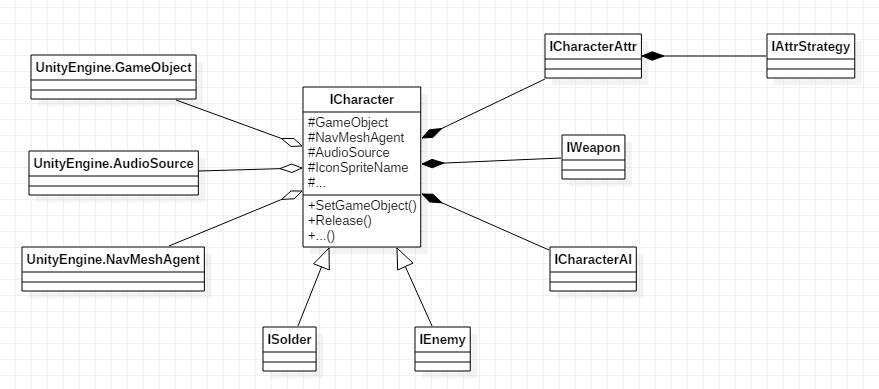 ICharacterAttr
IAttrStrategy
UnityEngine.GameObject
ICharacter
#GameObject
#NavMeshAgent
#AudioSource
#IconSpriteName
#...
+SetGameObject()
+Release()
+...()
IWeapon
UnityEngine.AudioSource
UnityEngine.NavMeshAgent
ICharacterAI
ISolder
IEnemy